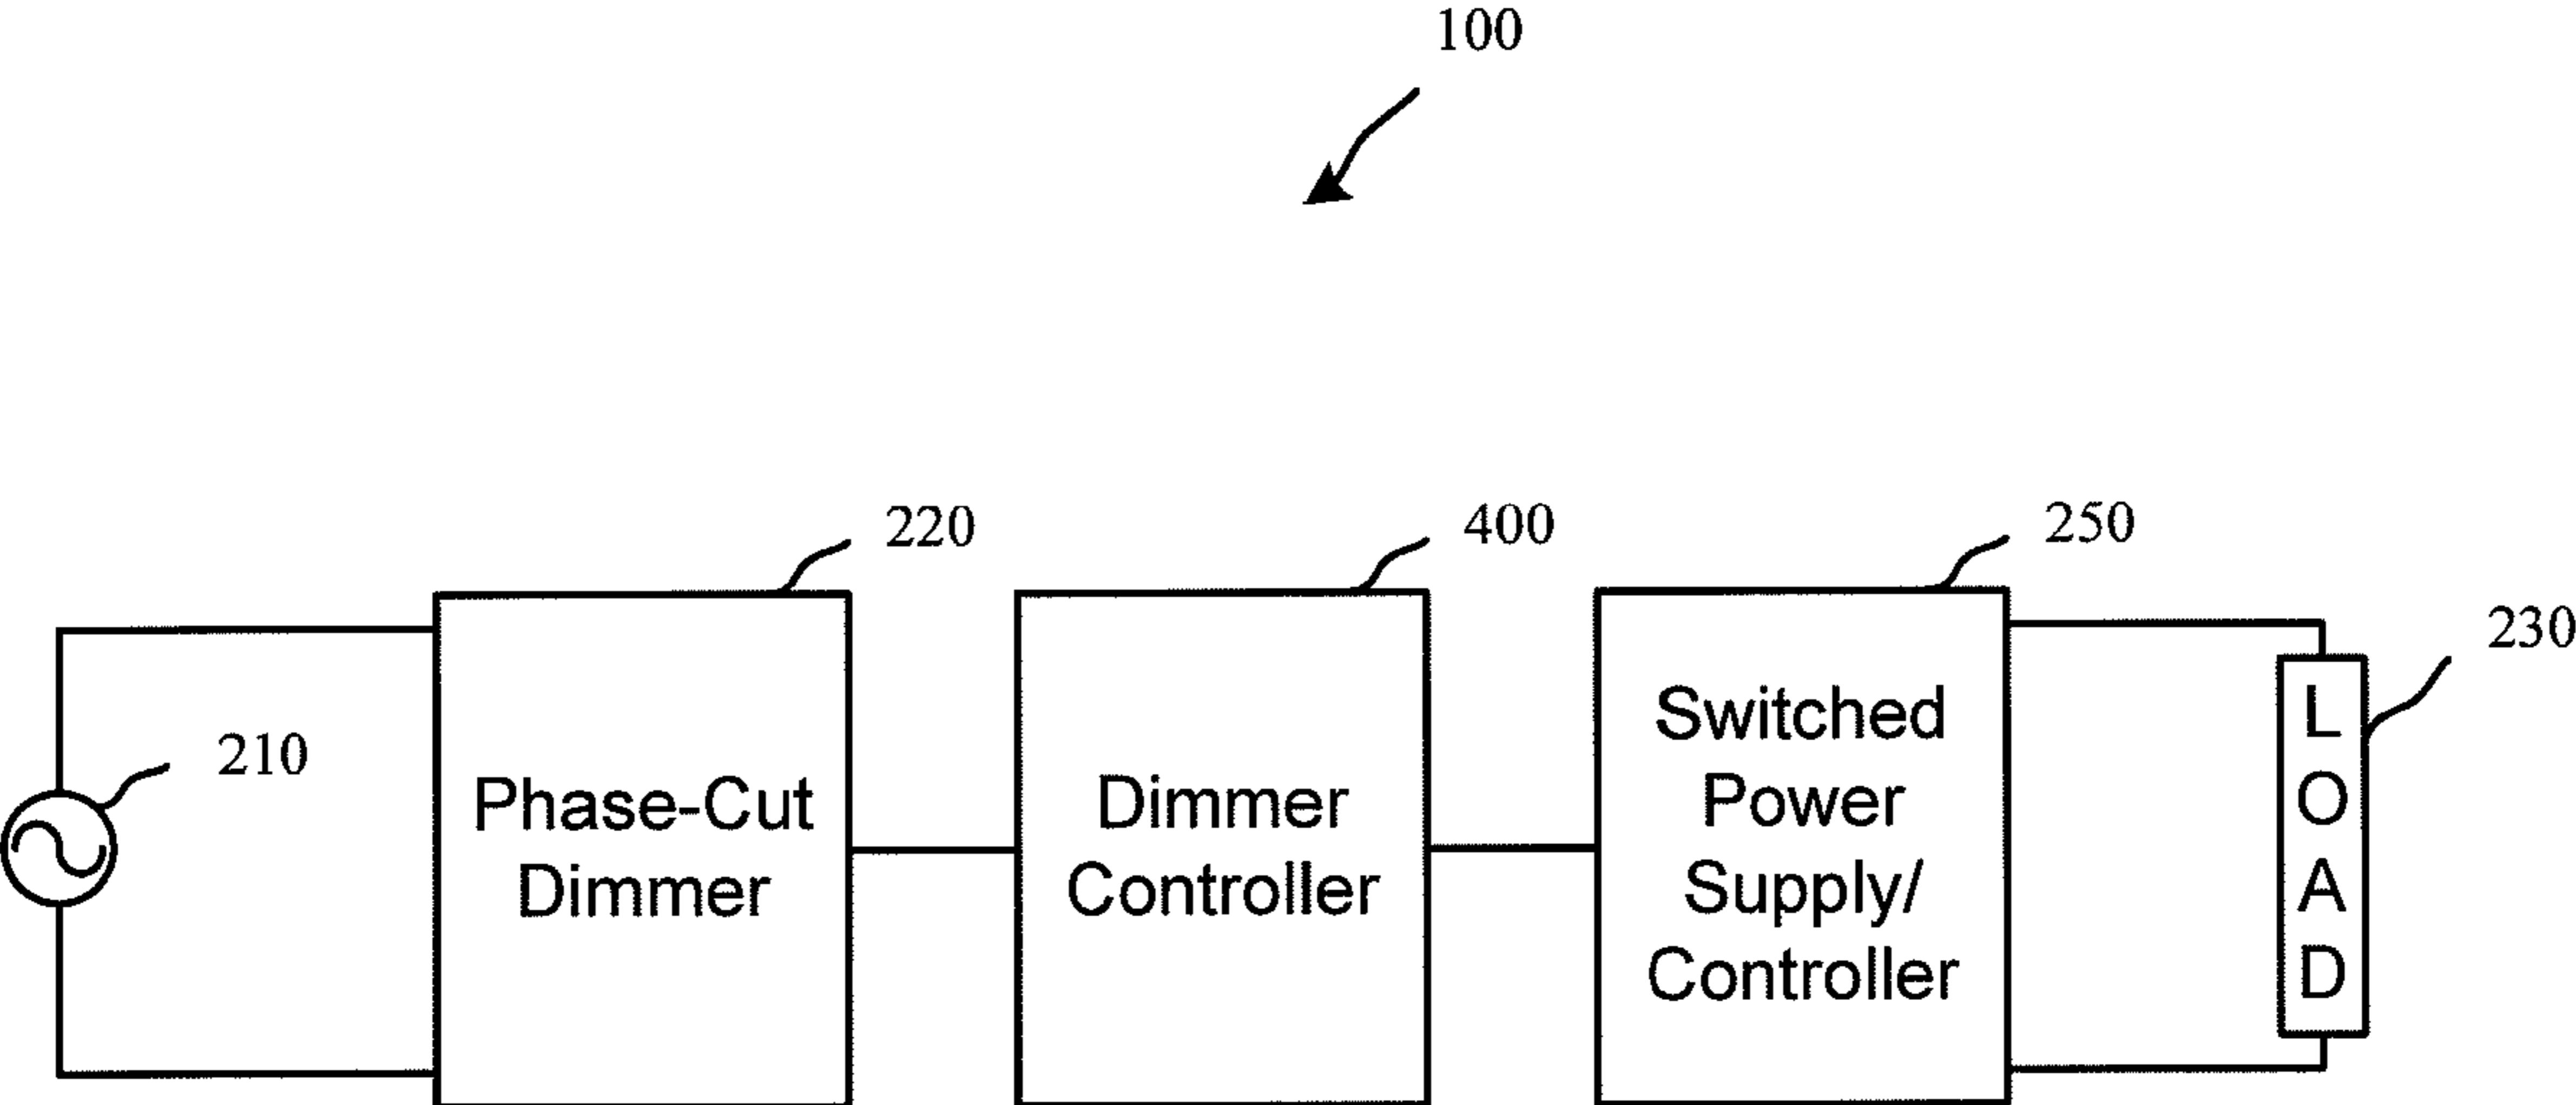 100
220
400
250
230
210
Phase-Cut
Dimmer
Dimmer
Controller
Switched
Power
Supply/
Controller
L
O
A
D